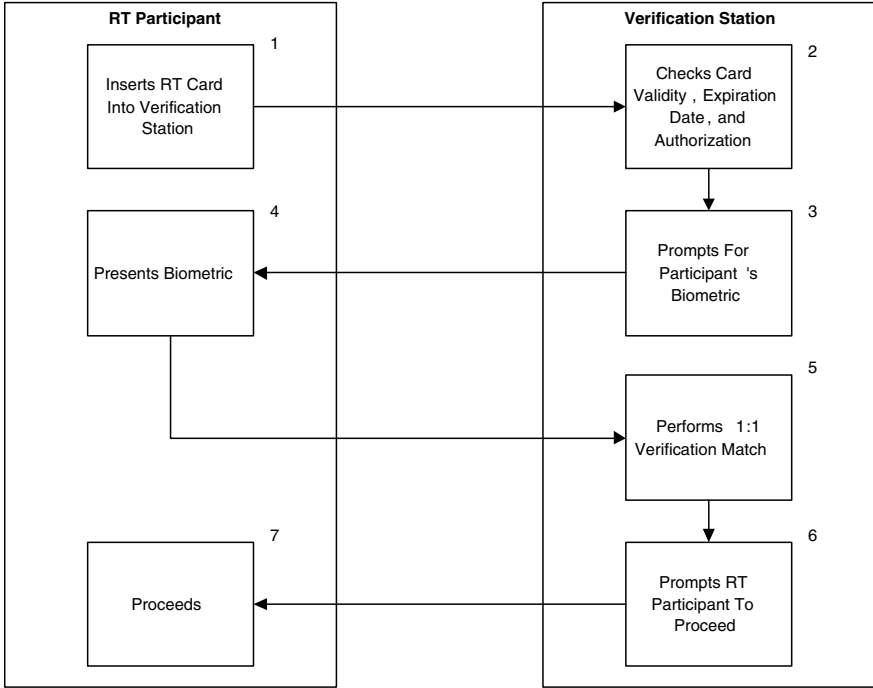 RT Participant
Verification Station
1
Inserts RT Card
Into Verification
Station
2
Checks Card
Validity , Expiration
Date , and
Authorization
3
Prompts For
Participant 's
Biometric
4
Presents Biometric
5
Performs 1:1
Verification Match
6
Prompts RT
Participant To
Proceed
7
Proceeds